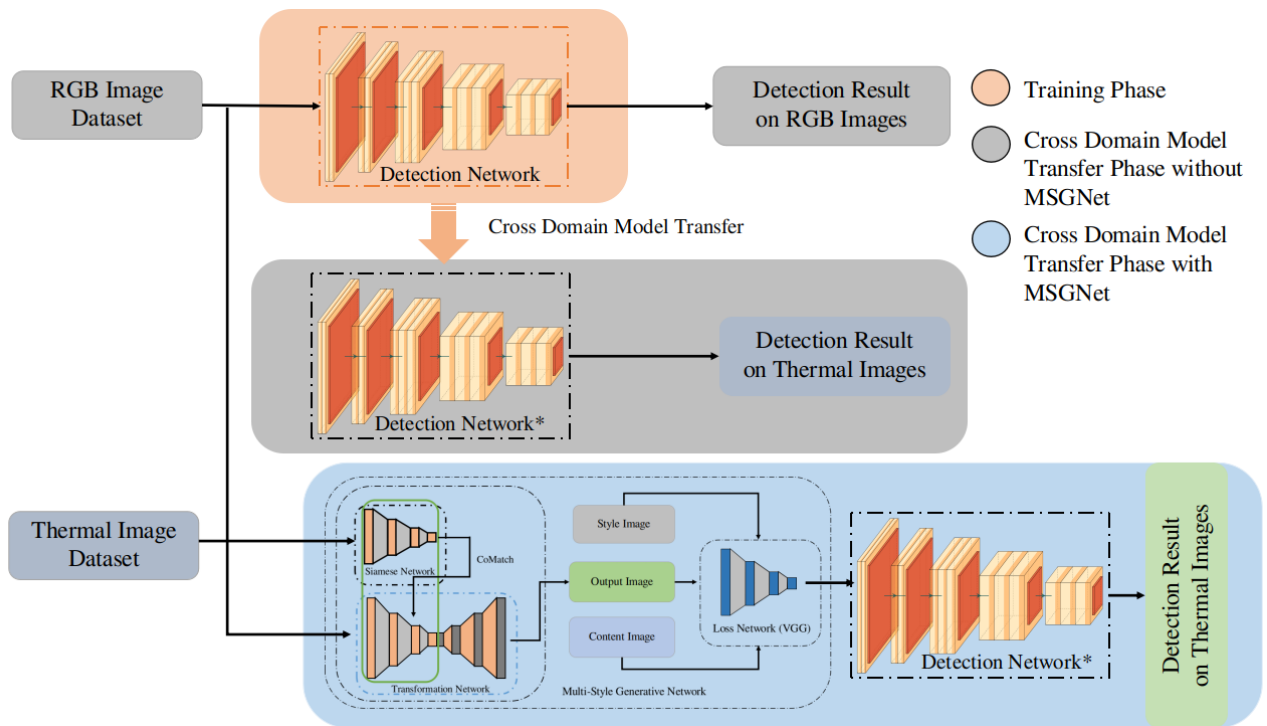 RGB Image
Dataset
Detection Network
Detection Result
on RGB Images
Training Phase
Cross Domain Model
Transfer Phase without
MSGNet
Cross Domain Model
Transfer Phase with
MSGNet
Cross Domain Model Transfer
Detection Network*
Detection Result
on Thermal Images
Thermal Image
Dataset
Siamese Network
CoMatch
Transformation Network
Style Image
Output Image
Content Image
Loss Network (VGG)
Multi-Style Generative Network
Detection Network*
Detection Result
on Thermal Images